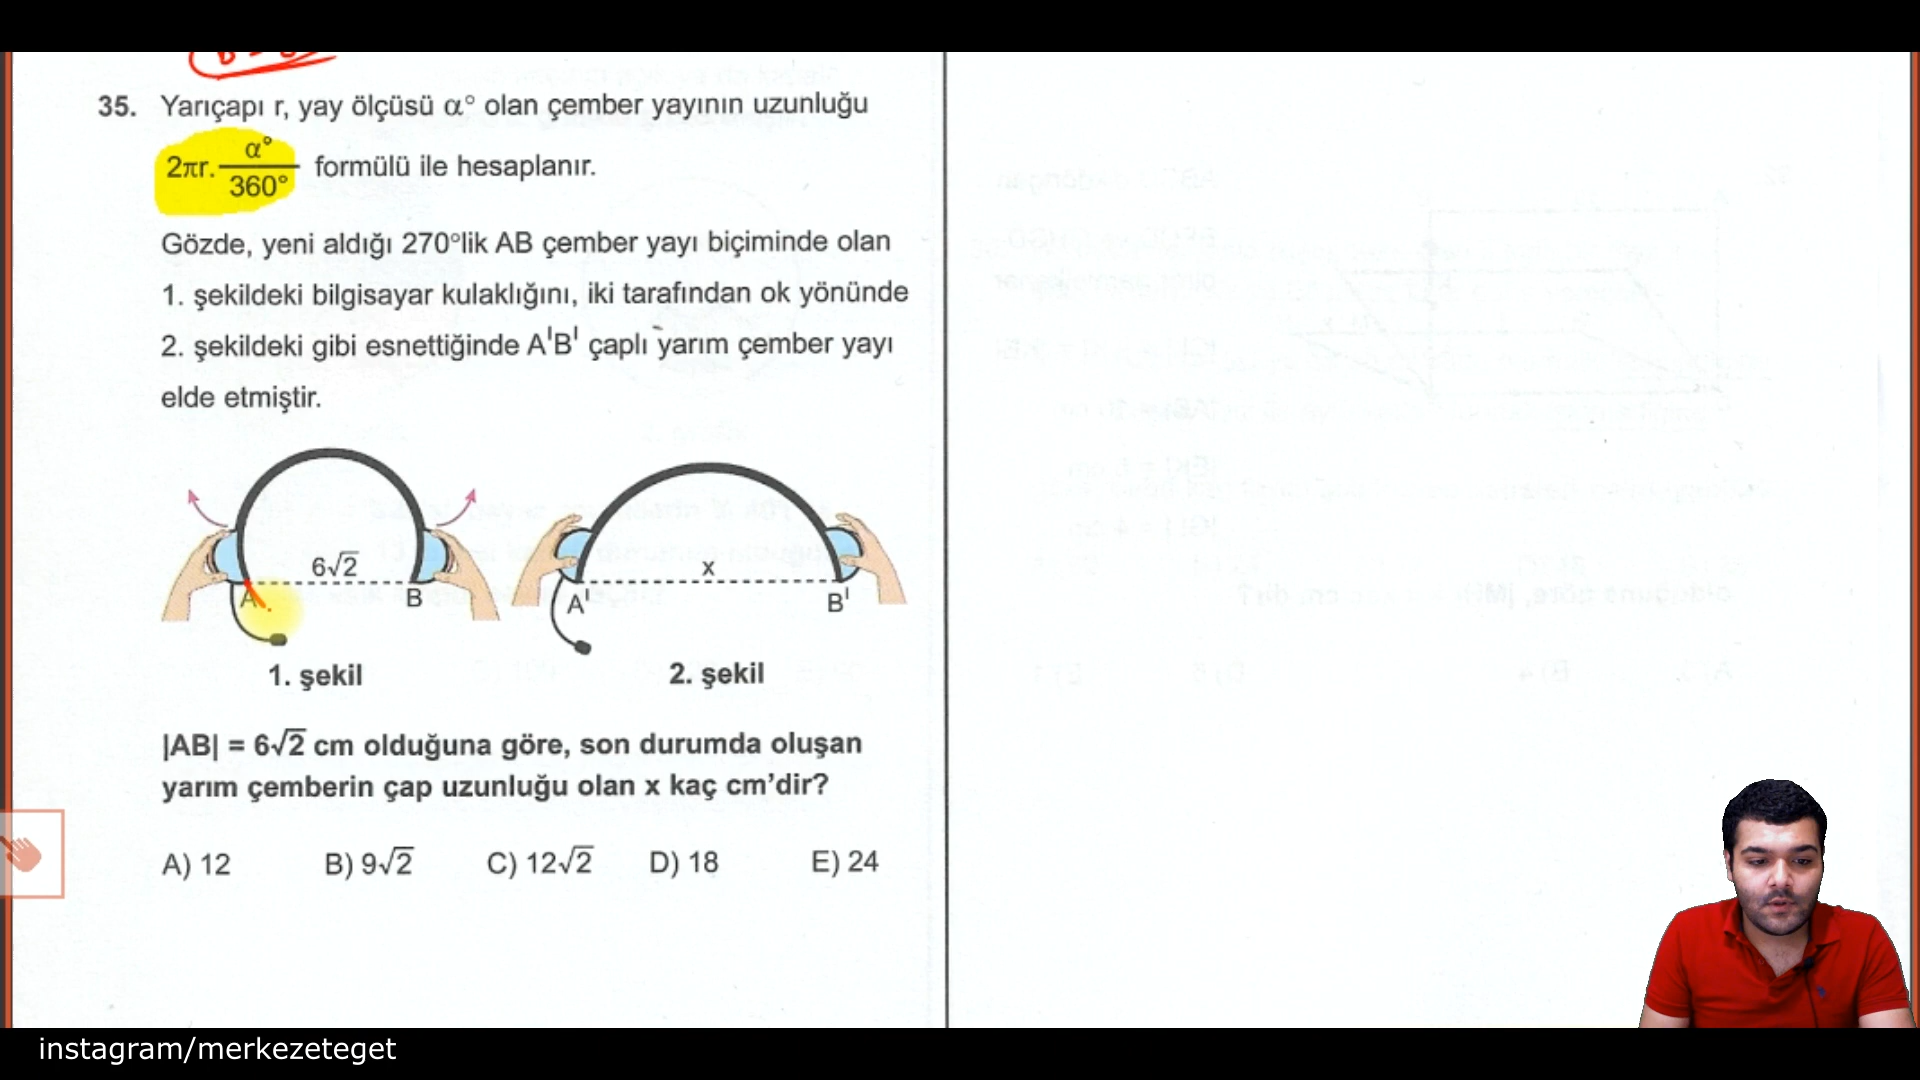 35. Yarıçapı r, yay ölçüsü α° olan çember yayının uzunluğu
2πr. α°/360° formülü ile hesaplanır.
Gözde, yeni aldığı 270°lik AB çember yayı biçiminde olan
1. şekildeki bilgisayar kulaklığını, iki tarafından ok yönünde
2. şekildeki gibi esnettiğinde A'B' çaplı yarım çember yayı
elde etmiştir.
6√2
A B
x
A' B'
1. şekil 2. şekil
|AB| = 6√2 cm olduğuna göre, son durumda oluşan
yarım çemberin çap uzunluğu olan x kaç cm'dir?
A) 12 B) 9√2 C) 12√2 D) 18 E) 24
instagram/merkezeteget